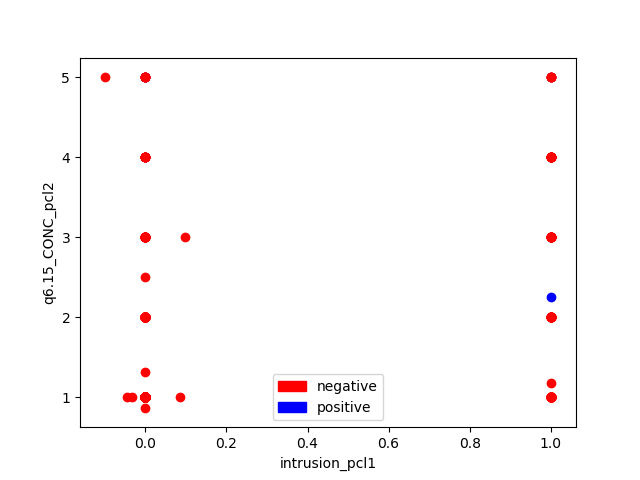 5
4
3
2
1
q6.15_CONC_pcl2
negative
positive
0.0 0.2 0.4 0.6 0.8 1.0
intrusion_pcl1